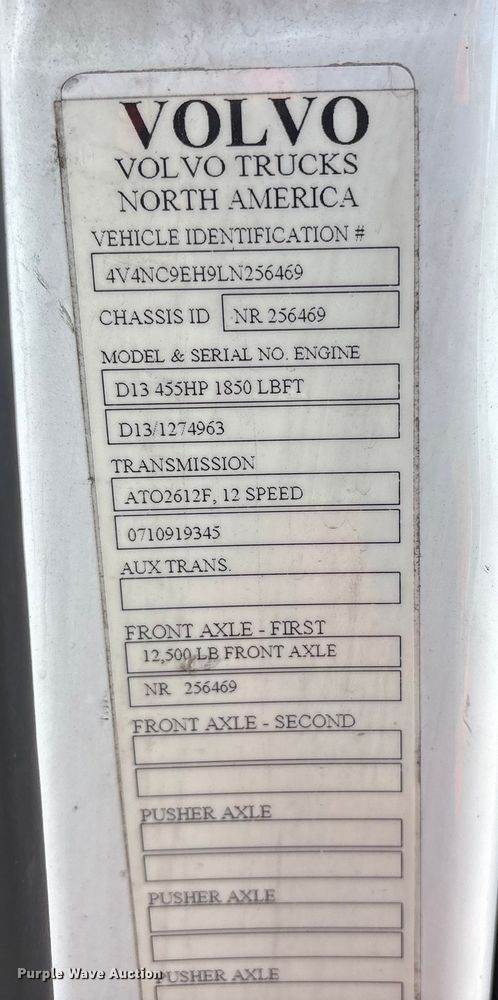 VOLVO
VOLVO TRUCKS
NORTH AMERICA
VEHICLE IDENTIFICATION #
4V4NC9EH9LN256469
CHASSIS ID NR 256469
MODEL & SERIAL NO. ENGINE
D13 455HP 1850 LBFT
D13/1274963
TRANSMISSION
ATO2612F, 12 SPEED
0710919345
AUX TRANS.
FRONT AXLE - FIRST
12,500 LB FRONT AXLE
NR 256469
FRONT AXLE - SECOND
PUSHER AXLE
PUSHER AXLE
PUSHER AXLE
Purple Wave Auction